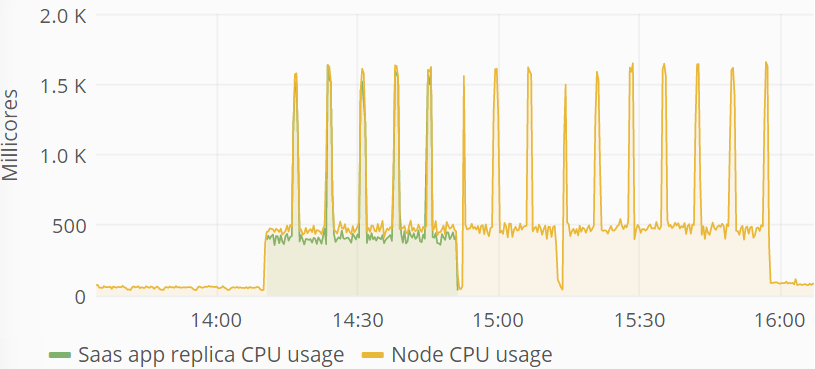 2.0 K
1.5 K
1.0 K
500
0
Millicores
14:00 14:30 15:00 15:30 16:00
Saas app replica CPU usage Node CPU usage